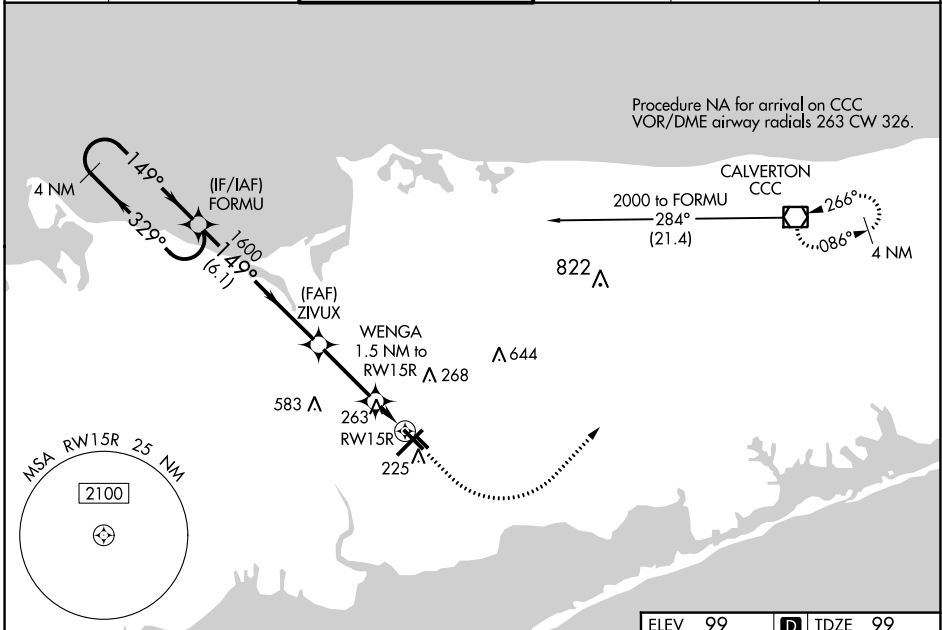 Procedure NA for arrival on CCC
VOR/DME airway radials 263 CW 326.
CALVERTON
CCC
2000 to FORMU
284°
(21.4)
266°
086°
4 NM
149°
4 NM
329°
(IF/IAF)
FORMU
1600
149°
(6.1)
822
(FAF)
ZIVUX
WENGA
1.5 NM to
RW15R
644
268
583
263
RW15R
225
MSA RW15R 25 NM
2100
ELEV 99
D
TDZE 99